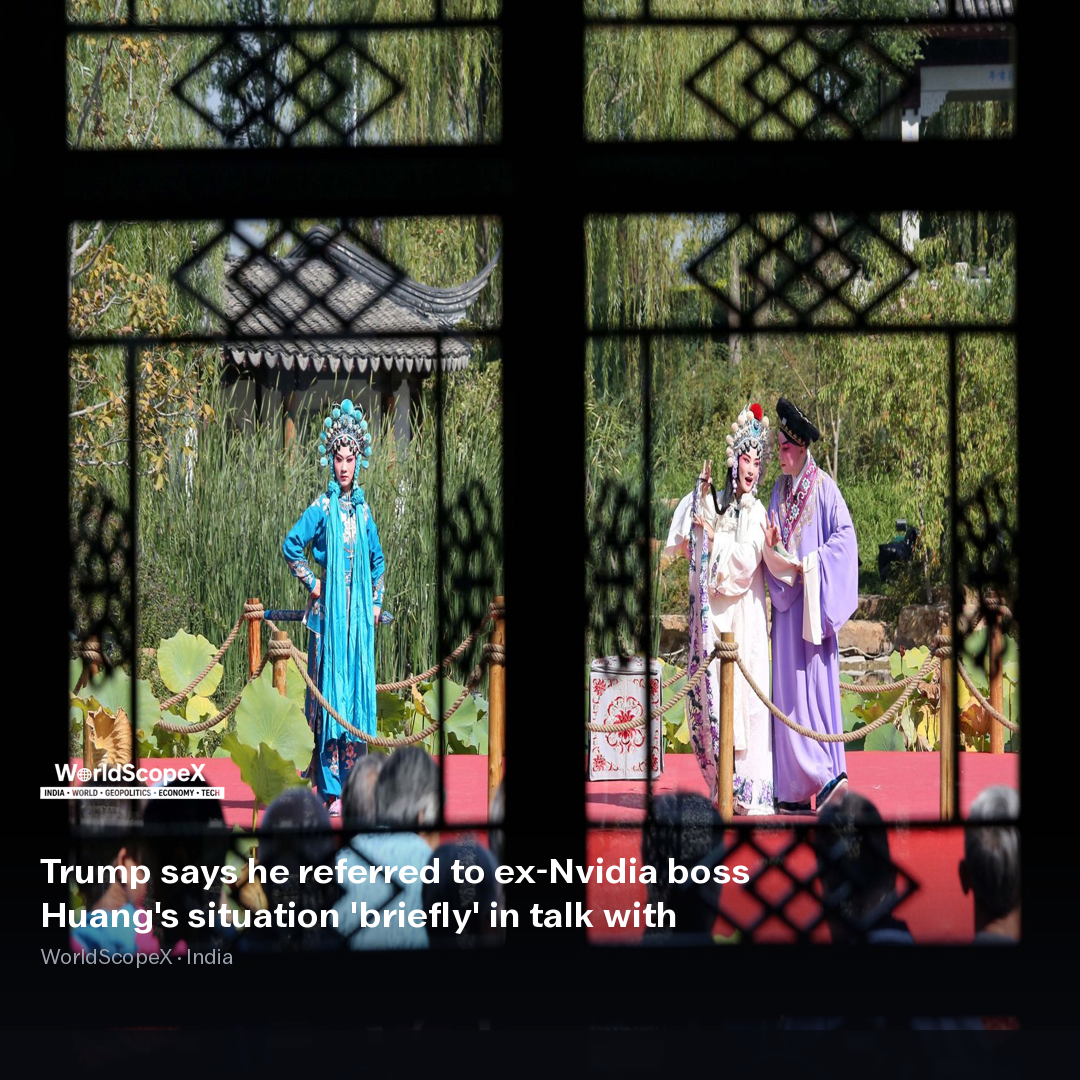 WorldScopeX
INDIA • WORLD • GEOPOLITICS • ECONOMY • TECH
Trump says he referred to ex-Nvidia boss
Huang's situation 'briefly' in talk with
WorldScopeX · India